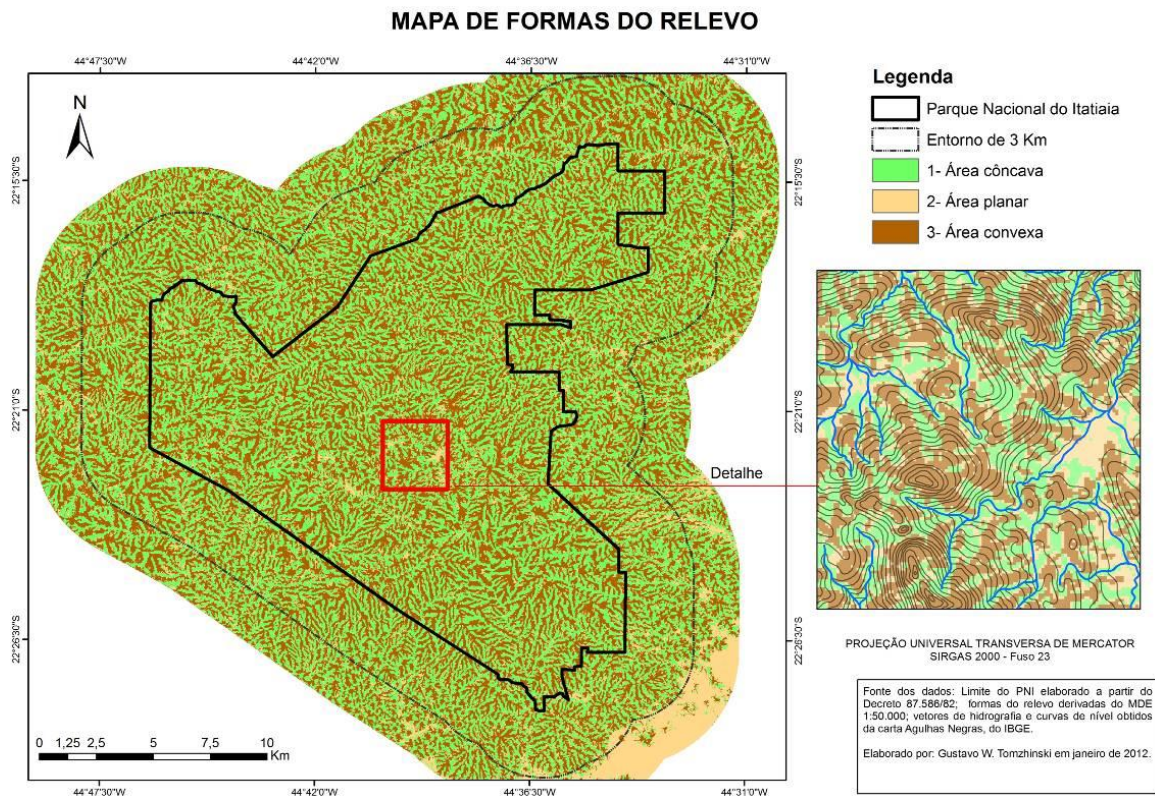 MAPA DE FORMAS DO RELEVO
44°47'30"W
44°42'0"W
44°36'30"W
44°31'0"W
N
22°15'30"S
22°15'30"S
22°21'0"S
22°21'0"S
22°26'30"S
22°26'30"S
Detalhe
0 1,25 2,5 5 7,5 10
Km
44°47'30"W
44°42'0"W
44°36'30"W
44°31'0"W
Legenda
Parque Nacional do Itatiaia
Entorno de 3 Km
1- Área côncava
2- Área planar
3- Área convexa
PROJEÇÃO UNIVERSAL TRANSVERSA DE MERCATOR
SIRGAS 2000 - Fuso 23
Fonte dos dados: Limite do PNI elaborado a partir do
Decreto 87.586/82; formas do relevo derivadas do MDE
1:50.000; vetores de hidrografia e curvas de nível obtidos
da carta Agulhas Negras, do IBGE.
Elaborado por: Gustavo W. Tomzhinski em janeiro de 2012.